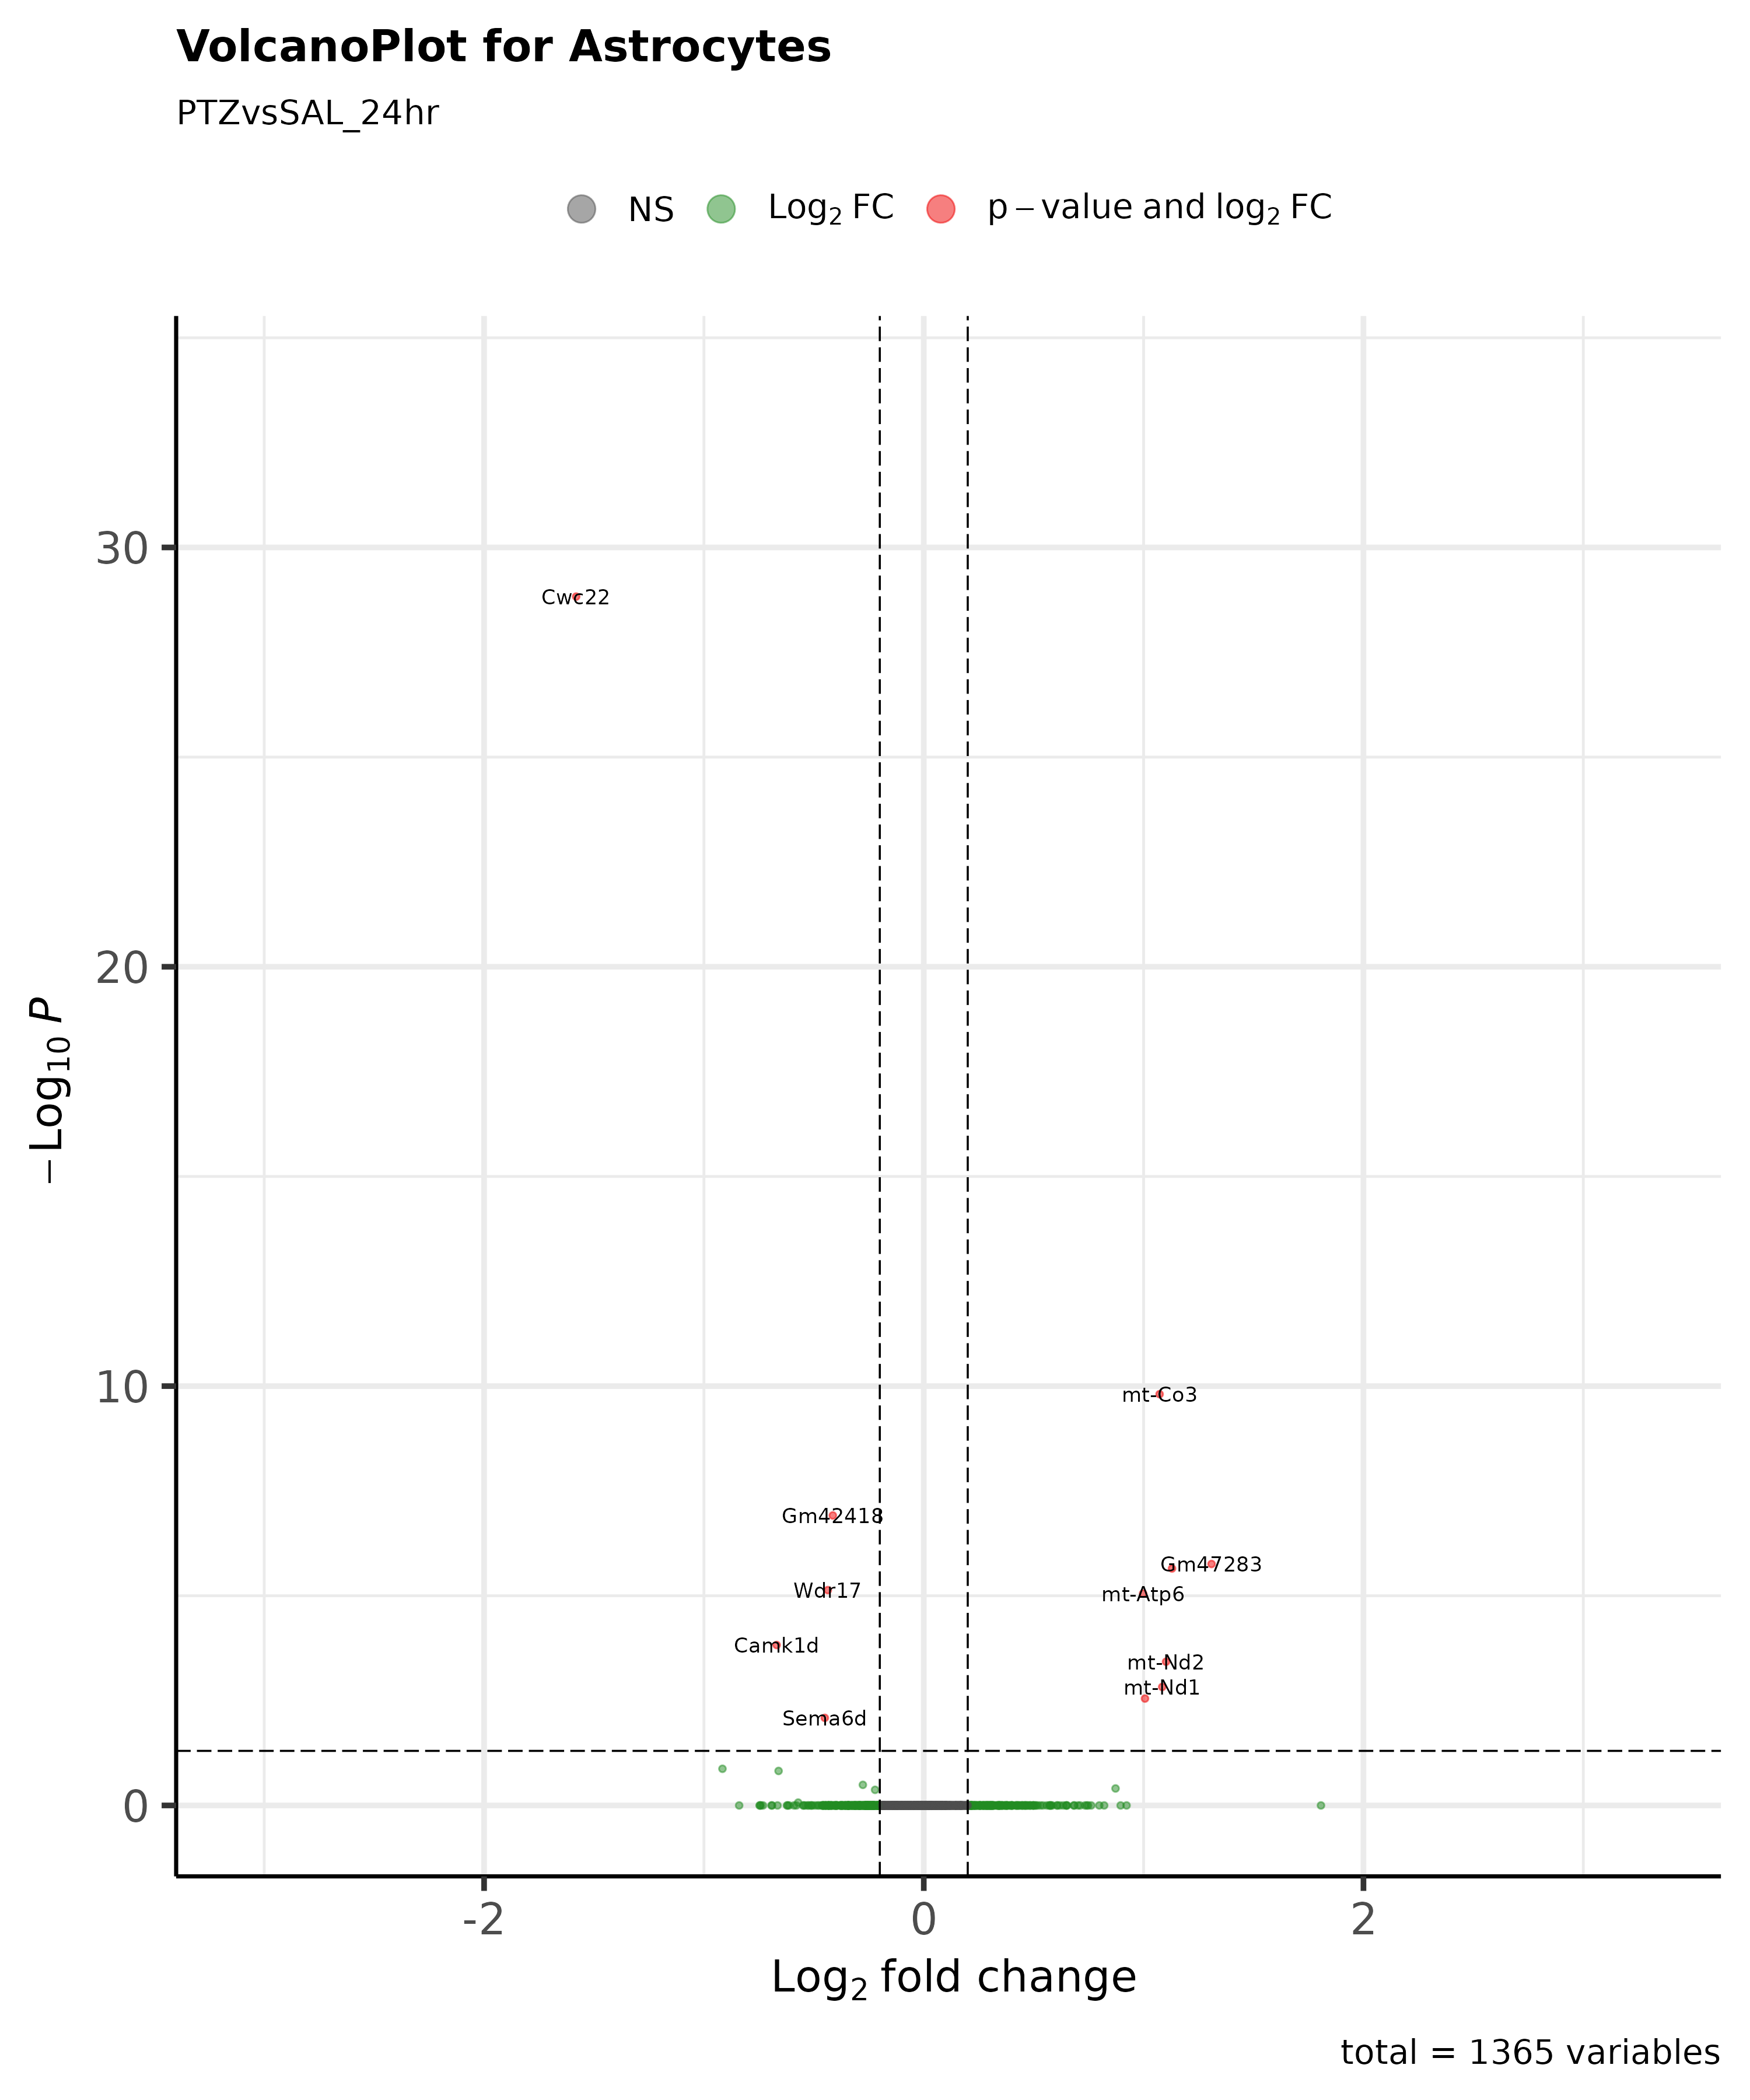 VolcanoPlot for Astrocytes
PTZvsSAL_24hr
NS Log2 FC p − value and log2 FC
30
Cwc22
20
−Log10 P
10
mt-Co3
Gm42418
Gm47283
Wdr17
mt-Atp6
Camk1d
mt-Nd2
mt-Nd1
Sema6d
0
-2 0 2
Log2 fold change
total = 1365 variables